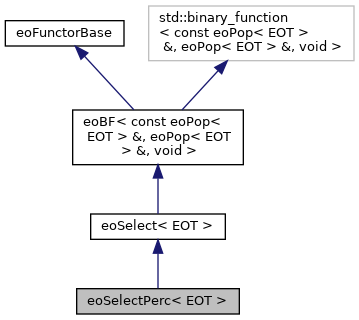 eoFunctorBase
std::binary_function
< const eoPop< EOT >
&, eoPop< EOT > &, void >
eoBF< const eoPop<
EOT > &, eoPop< EOT
> &, void >
eoSelect< EOT >
eoSelectPerc< EOT >